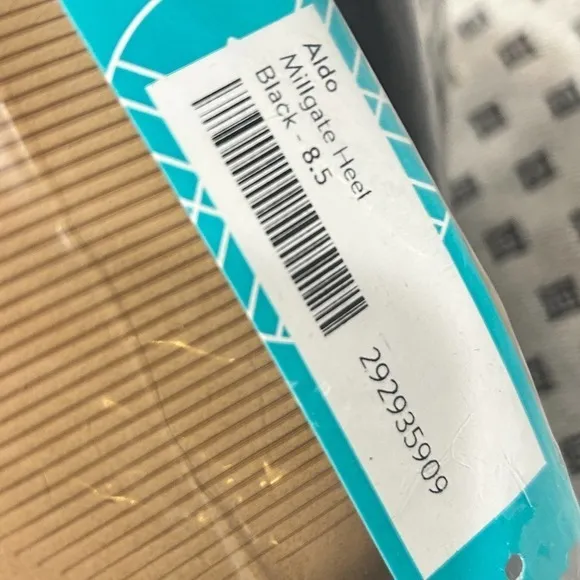 Aldo
Millgate Heel
Black - 8.5
292935909